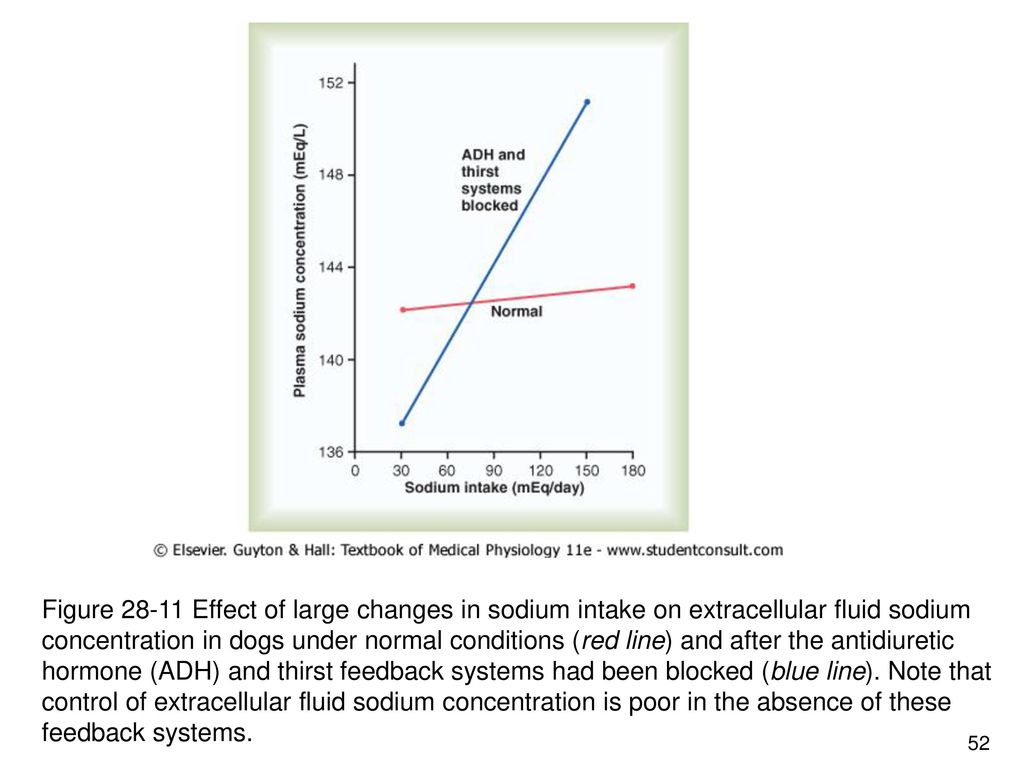 152
148
144
140
136
Plasma sodium concentration (mEq/L)
ADH and
thirst
systems
blocked
Normal
0 30 60 90 120 150 180
Sodium intake (mEq/day)
© Elsevier. Guyton & Hall: Textbook of Medical Physiology 11e - www.studentconsult.com
Figure 28-11 Effect of large changes in sodium intake on extracellular fluid sodium
concentration in dogs under normal conditions (red line) and after the antidiuretic
hormone (ADH) and thirst feedback systems had been blocked (blue line). Note that
control of extracellular fluid sodium concentration is poor in the absence of these
feedback systems.
52